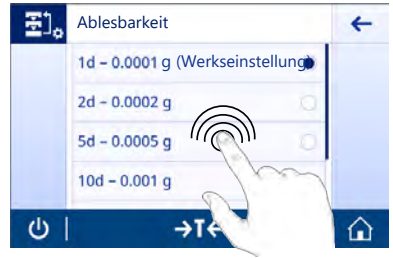 Ablesbarkeit
1d – 0.0001 g (Werkseinstellung)
2d – 0.0002 g
5d – 0.0005 g
10d – 0.001 g
→T←